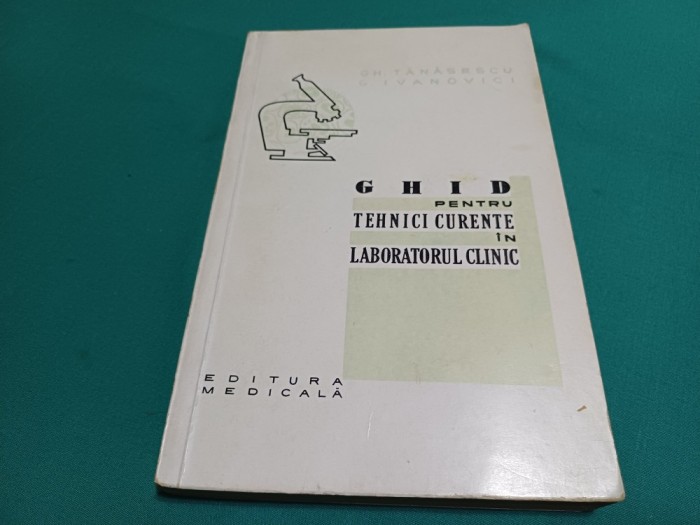 GH. TĂNĂSESCU
G. IVANOVICI
GHID
PENTRU
TEHNICI CURENTE
ÎN
LABORATORUL CLINIC
EDITURA
MEDICALĂ